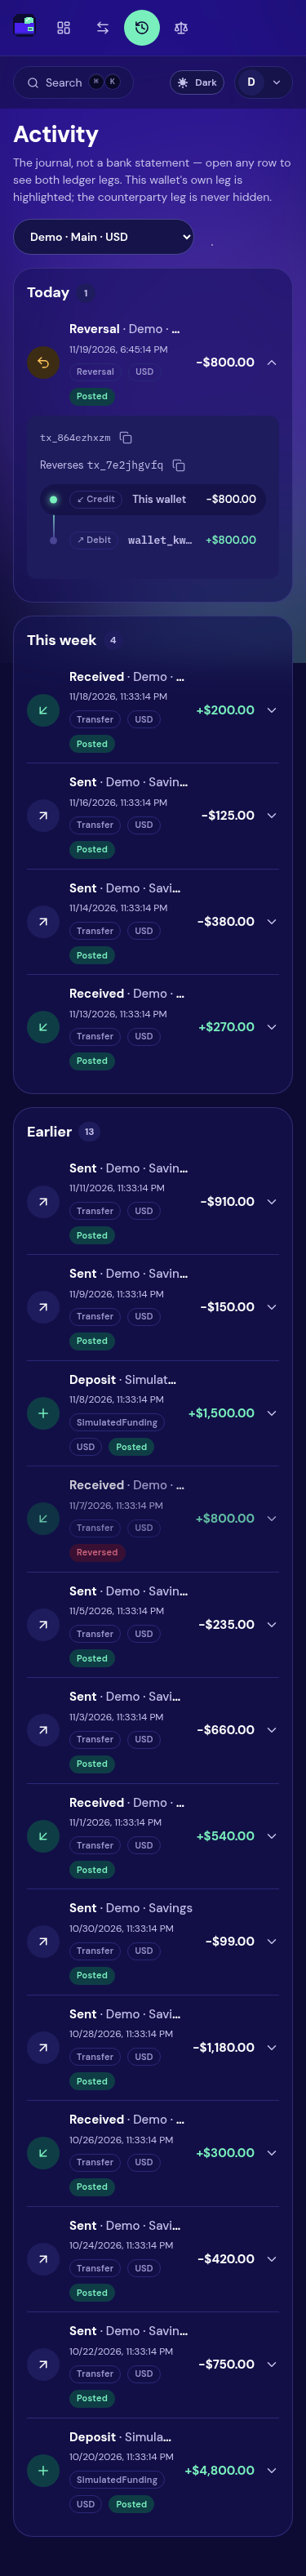 Search ⌘ K
Dark
D
Activity
The journal, not a bank statement — open any row to
see both ledger legs. This wallet's own leg is
highlighted; the counterparty leg is never hidden.
Demo · Main · USD
Today 1
Reversal · Demo · ...
11/19/2026, 6:45:14 PM
-$800.00
Reversal USD
Posted
tx_864ezhxzm
Reverses tx_7e2jhgvfq
↙ Credit This wallet -$800.00
↗ Debit wallet_kw... +$800.00
This week 4
Received · Demo · ...
11/18/2026, 11:33:14 PM
+$200.00
Transfer USD
Posted
Sent · Demo · Savin...
11/16/2026, 11:33:14 PM
-$125.00
Transfer USD
Posted
Sent · Demo · Savi...
11/14/2026, 11:33:14 PM
-$380.00
Transfer USD
Posted
Received · Demo · ...
11/13/2026, 11:33:14 PM
+$270.00
Transfer USD
Posted
Earlier 13
Sent · Demo · Savin...
11/11/2026, 11:33:14 PM
-$910.00
Transfer USD
Posted
Sent · Demo · Savin...
11/9/2026, 11:33:14 PM
-$150.00
Transfer USD
Posted
Deposit · Simulat...
11/8/2026, 11:33:14 PM
+$1,500.00
SimulatedFunding
USD Posted
Received · Demo · ...
11/7/2026, 11:33:14 PM
+$800.00
Transfer USD
Reversed
Sent · Demo · Savin...
11/5/2026, 11:33:14 PM
-$235.00
Transfer USD
Posted
Sent · Demo · Savi...
11/3/2026, 11:33:14 PM
-$660.00
Transfer USD
Posted
Received · Demo · ...
11/1/2026, 11:33:14 PM
+$540.00
Transfer USD
Posted
Sent · Demo · Savings
10/30/2026, 11:33:14 PM
-$99.00
Transfer USD
Posted
Sent · Demo · Savi...
10/28/2026, 11:33:14 PM
-$1,180.00
Transfer USD
Posted
Received · Demo · ...
10/26/2026, 11:33:14 PM
+$300.00
Transfer USD
Posted
Sent · Demo · Savi...
10/24/2026, 11:33:14 PM
-$420.00
Transfer USD
Posted
Sent · Demo · Savin...
10/22/2026, 11:33:14 PM
-$750.00
Transfer USD
Posted
Deposit · Simula...
10/20/2026, 11:33:14 PM
+$4,800.00
SimulatedFunding
USD Posted